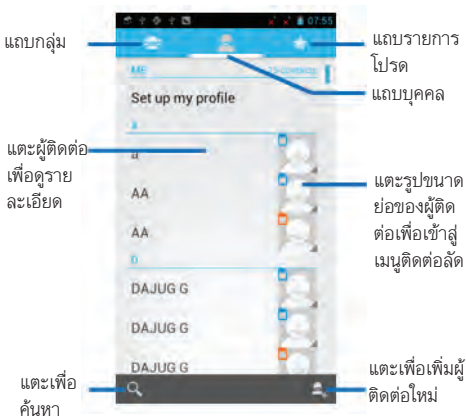 07:55
แถบกลุ่ม
แถบรายการ
โปรด
ME
แถบบุคคล
Set up my profile
a
แตะผู้ติดต่อ
เพื่อดูราย
ละเอียด
a
AA
แตะรูปขนาด
ย่อของผู้ติด
ต่อเพื่อเข้าสู่
เมนูติดต่อลัด
AA
D
DAJUG G
DAJUG G
DAJUG G
แตะเพื่อ
ค้นหา
แตะเพื่อเพิ่มผู้
ติดต่อใหม่